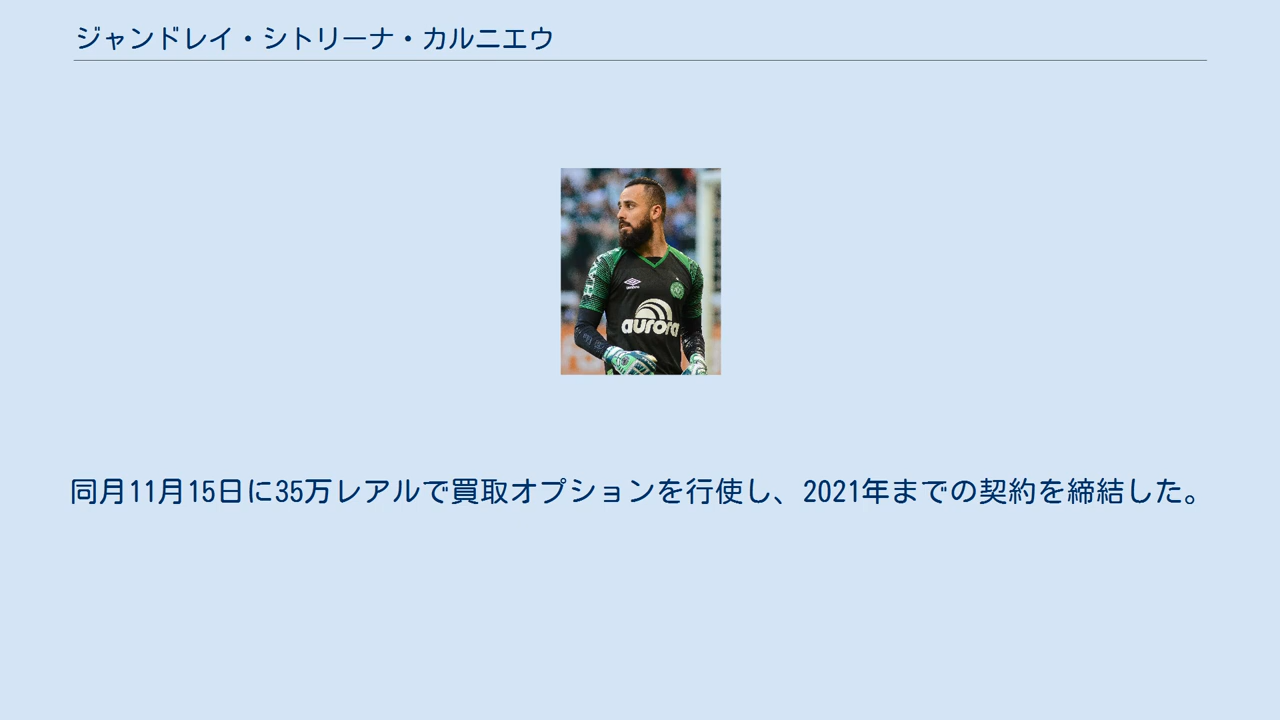 ジャンドレイ・シトリーナ・カルニエウ
aurora
同月11月15日に35万レアルで買取オプションを行使し、2021年までの契約を締結した。